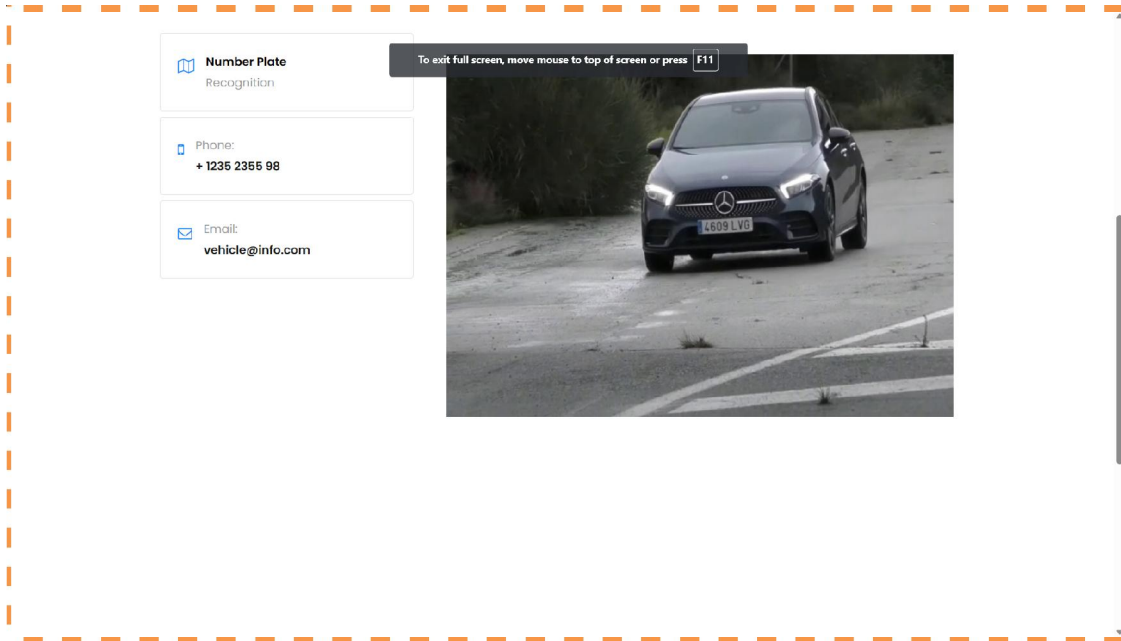 Number Plate
Recognition
To exit full screen, move mouse to top of screen or press F11
Phone:
+ 1235 2355 98
Email:
vehicle@info.com
4609 LVG